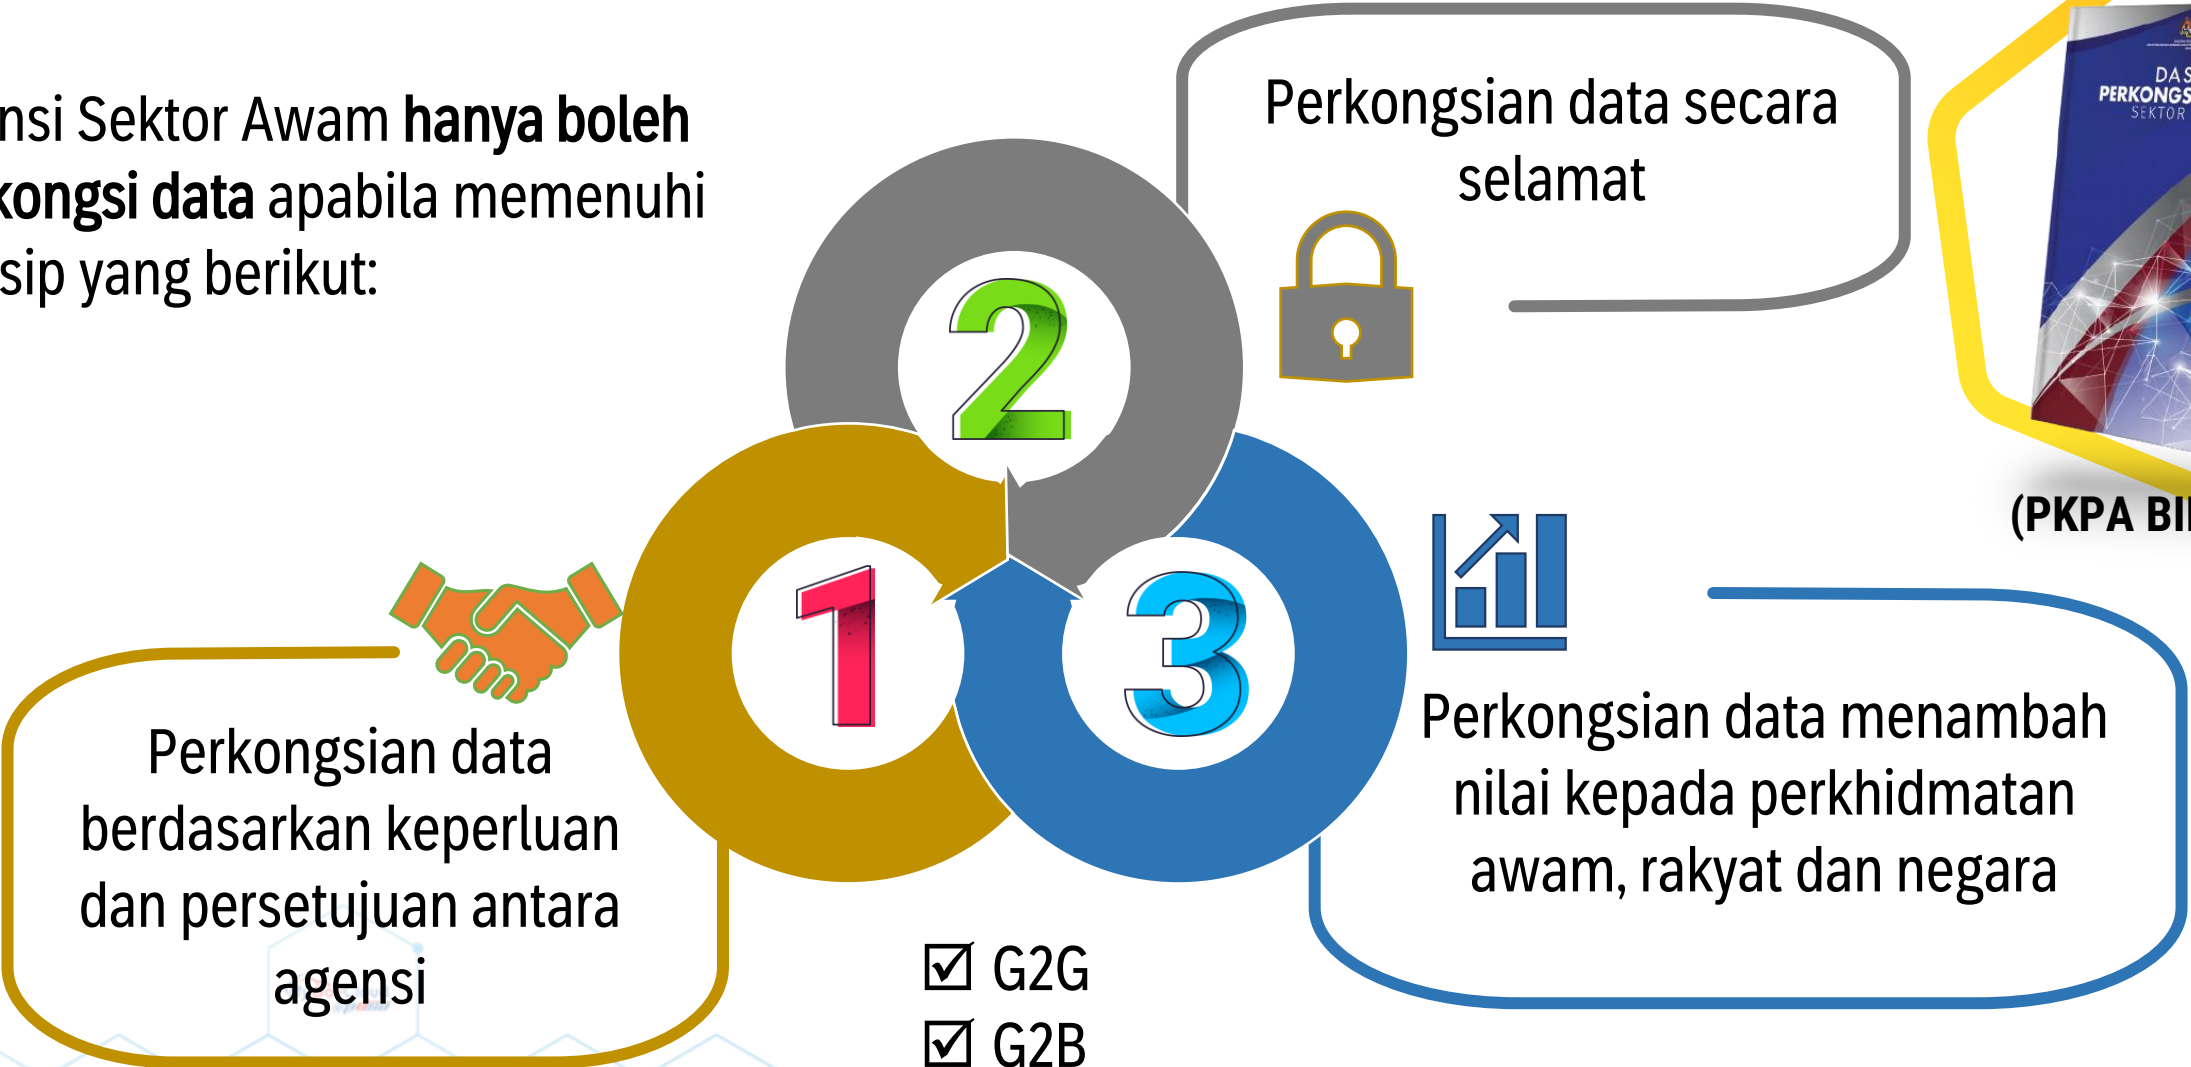 nsi Sektor Awam hanya boleh
kongsi data apabila memenuhi
sip yang berikut:
2
Perkongsian data secara
selamat
DAS
PERKONGS
SEKTOR
(PKPA BI
1
Perkongsian data
berdasarkan keperluan
dan persetujuan antara
agensi
3
Perkongsian data menambah
nilai kepada perkhidmatan
awam, rakyat dan negara
☑ G2G
☑ G2B